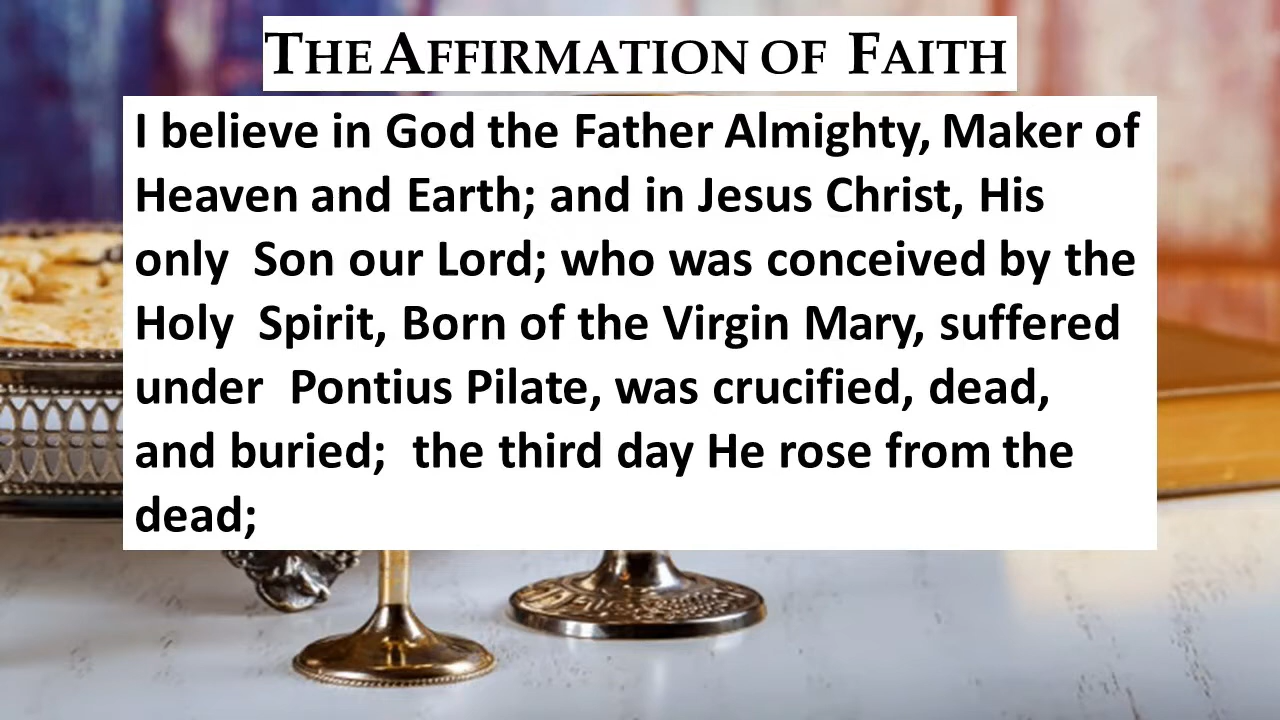 THE AFFIRMATION OF FAITH
I believe in God the Father Almighty, Maker of
Heaven and Earth; and in Jesus Christ, His
only  Son our Lord; who was conceived by the
Holy  Spirit, Born of the Virgin Mary, suffered
under  Pontius Pilate, was crucified, dead,
and buried;  the third day He rose from the
dead;